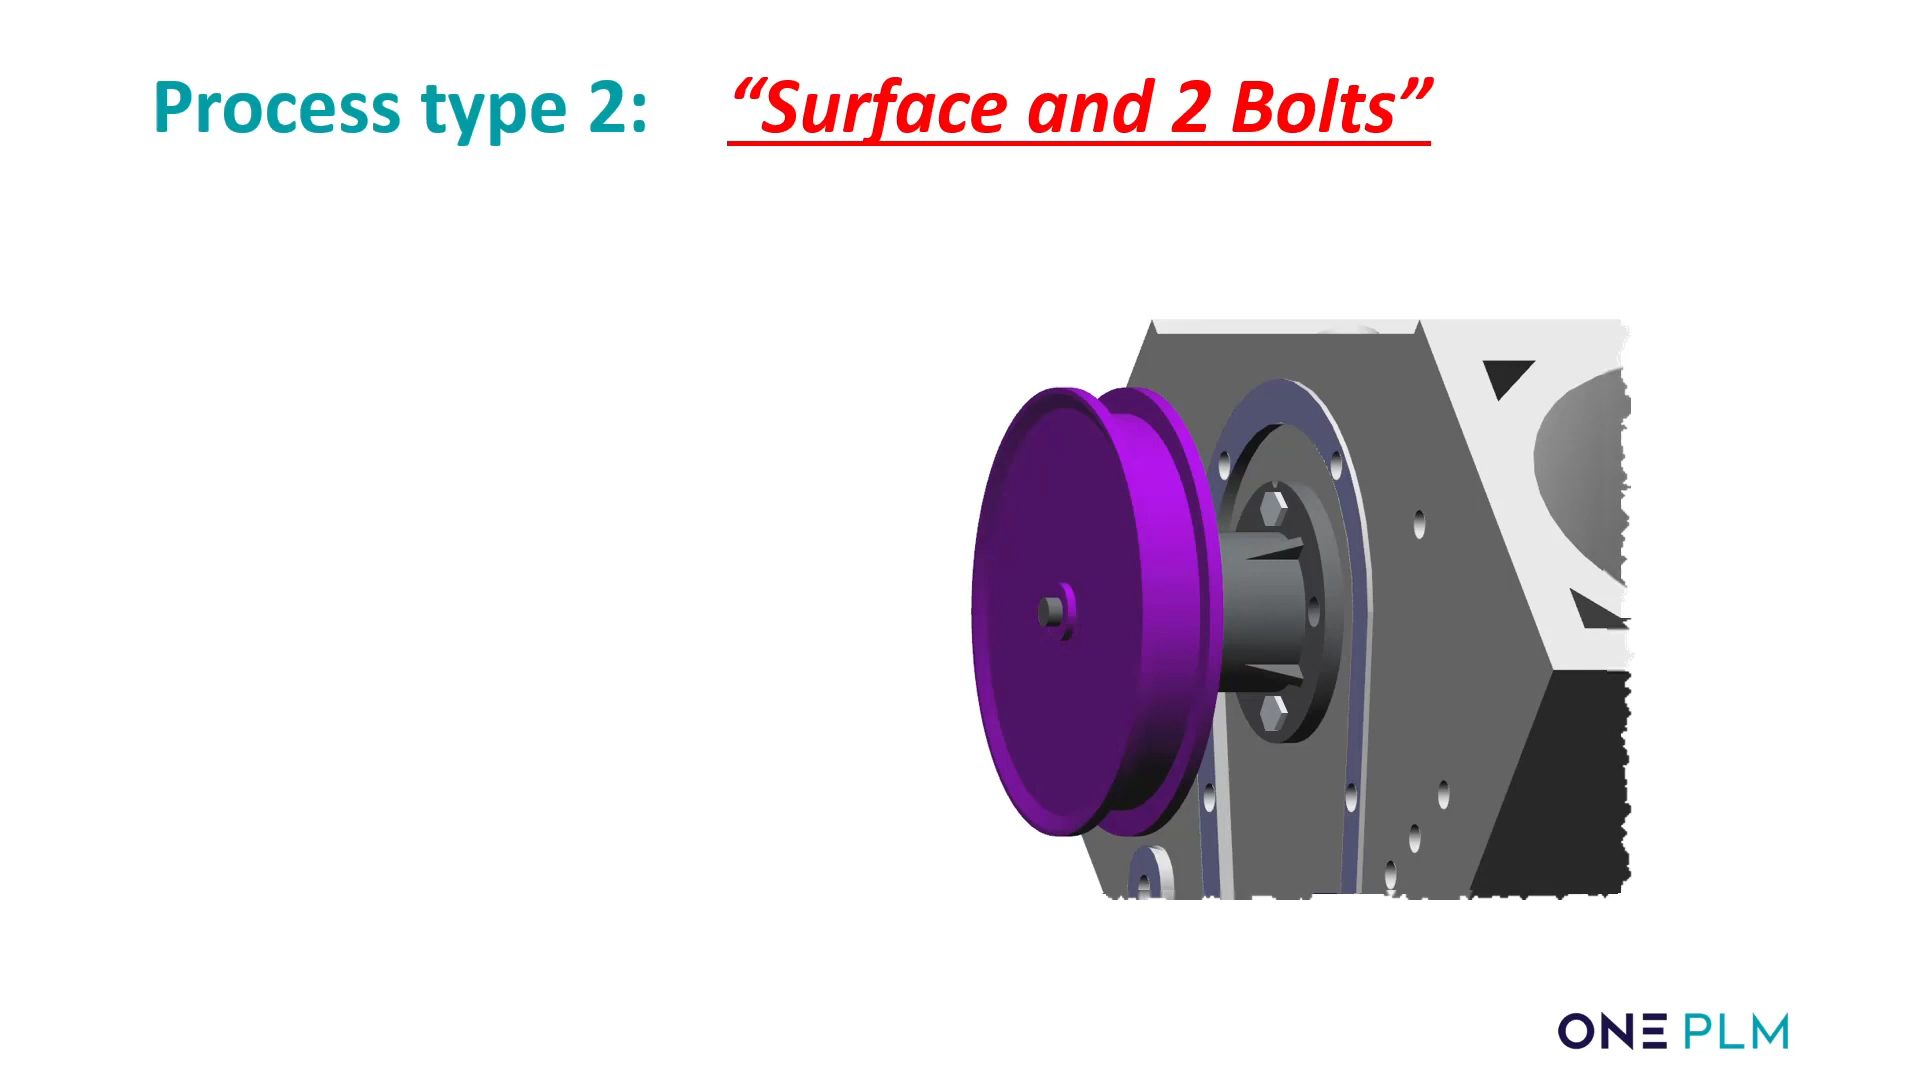 Process type 2: “Surface and 2 Bolts”
ONE PLM